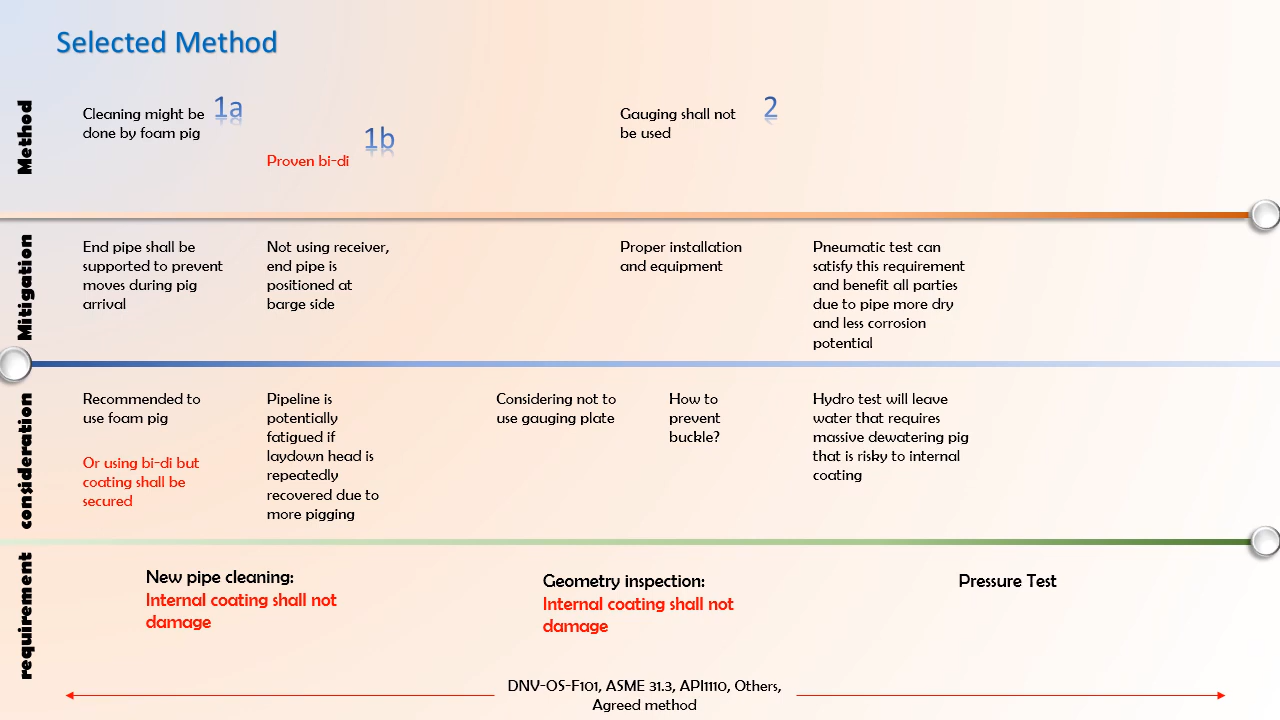 Selected Method
Method
Cleaning might be
done by foam pig
1a
Proven bi-di
1b
Gauging shall not
be used
2
Mitigation
End pipe shall be
supported to prevent
moves during pig
arrival
Not using receiver,
end pipe is
positioned at
barge side
Proper installation
and equipment
Pneumatic test can
satisfy this requirement
and benefit all parties
due to pipe more dry
and less corrosion
potential
consideration
Recommended to
use foam pig
Or using bi-di but
coating shall be
secured
Pipeline is
potentially
fatigued if
laydown head is
repeatedly
recovered due to
more pigging
Considering not to
use gauging plate
How to
prevent
buckle?
Hydro test will leave
water that requires
massive dewatering pig
that is risky to internal
coating
requirement
New pipe cleaning:
Internal coating shall not
damage
Geometry inspection:
Internal coating shall not
damage
Pressure Test
DNV-OS-F101, ASME 31.3, API1110, Others,
Agreed method